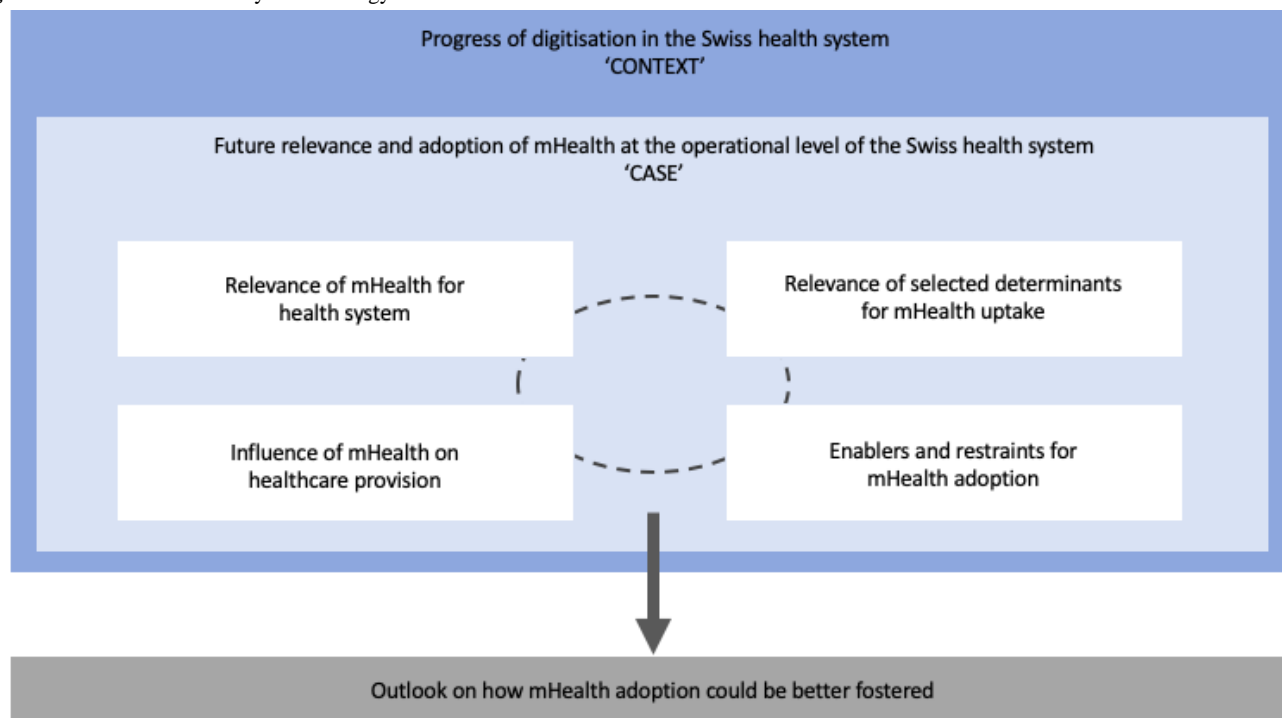 Progress of digitisation in the Swiss health system
‘CONTEXT’
Future relevance and adoption of mHealth at the operational level of the Swiss health system
‘CASE’
Relevance of mHealth for
health system
Relevance of selected determinants
for mHealth uptake
Influence of mHealth on
healthcare provision
Enablers and restraints for
mHealth adoption
Outlook on how mHealth adoption could be better fostered